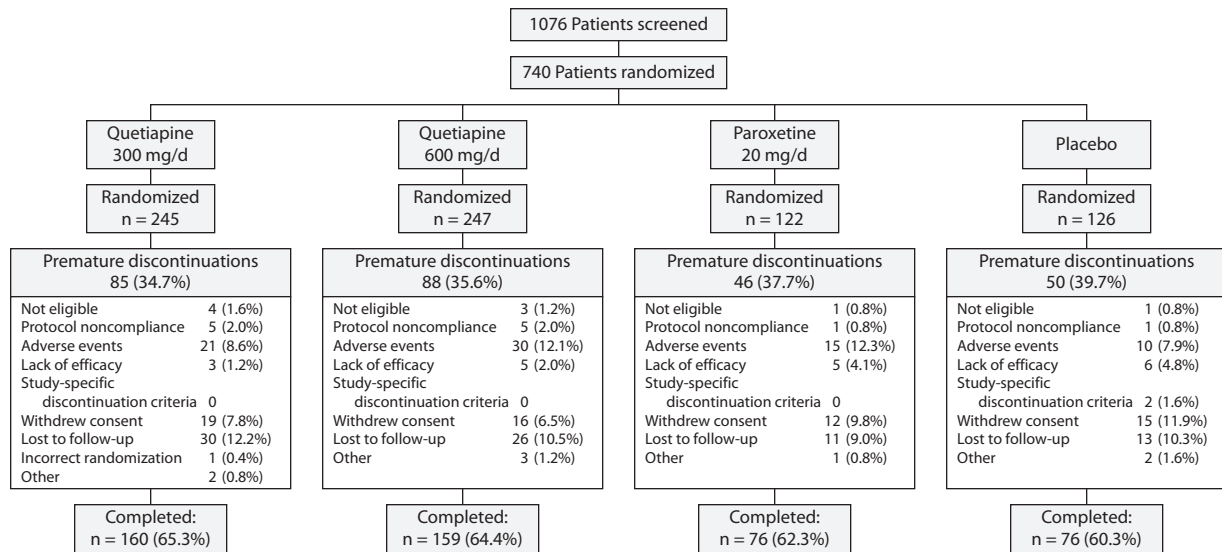 1076 Patients screened
740 Patients randomized
Quetiapine
300 mg/d
Randomized
n = 245
Premature discontinuations
85 (34.7%)
Not eligible 4 (1.6%)
Protocol noncompliance 5 (2.0%)
Adverse events 21 (8.6%)
Lack of efficacy 3 (1.2%)
Study-specific
discontinuation criteria 0
Withdrew consent 19 (7.8%)
Lost to follow-up 30 (12.2%)
Incorrect randomization 1 (0.4%)
Other 2 (0.8%)
Completed:
n = 160 (65.3%)
Quetiapine
600 mg/d
Randomized
n = 247
Premature discontinuations
88 (35.6%)
Not eligible 3 (1.2%)
Protocol noncompliance 5 (2.0%)
Adverse events 30 (12.1%)
Lack of efficacy 5 (2.0%)
Study-specific
discontinuation criteria 0
Withdrew consent 16 (6.5%)
Lost to follow-up 26 (10.5%)
Other 3 (1.2%)
Completed:
n = 159 (64.4%)
Paroxetine
20 mg/d
Randomized
n = 122
Premature discontinuations
46 (37.7%)
Not eligible 1 (0.8%)
Protocol noncompliance 1 (0.8%)
Adverse events 15 (12.3%)
Lack of efficacy 5 (4.1%)
Study-specific
discontinuation criteria 0
Withdrew consent 12 (9.8%)
Lost to follow-up 11 (9.0%)
Other 1 (0.8%)
Completed:
n = 76 (62.3%)
Placebo
Randomized
n = 126
Premature discontinuations
50 (39.7%)
Not eligible 1 (0.8%)
Protocol noncompliance 1 (0.8%)
Adverse events 10 (7.9%)
Lack of efficacy 6 (4.8%)
Study-specific
discontinuation criteria 2 (1.6%)
Withdrew consent 15 (11.9%)
Lost to follow-up 13 (10.3%)
Other 2 (1.6%)
Completed:
n = 76 (60.3%)